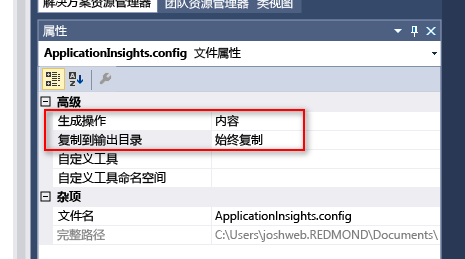 解决方案资源管理器 团队资源管理器 类视图
属性
ApplicationInsights.config 文件属性
高级
生成操作 内容
复制到输出目录 始终复制
自定义工具
自定义工具命名空间
杂项
文件名 ApplicationInsights.config
完整路径 C:\Users\joshweb.REDMOND\Documents\